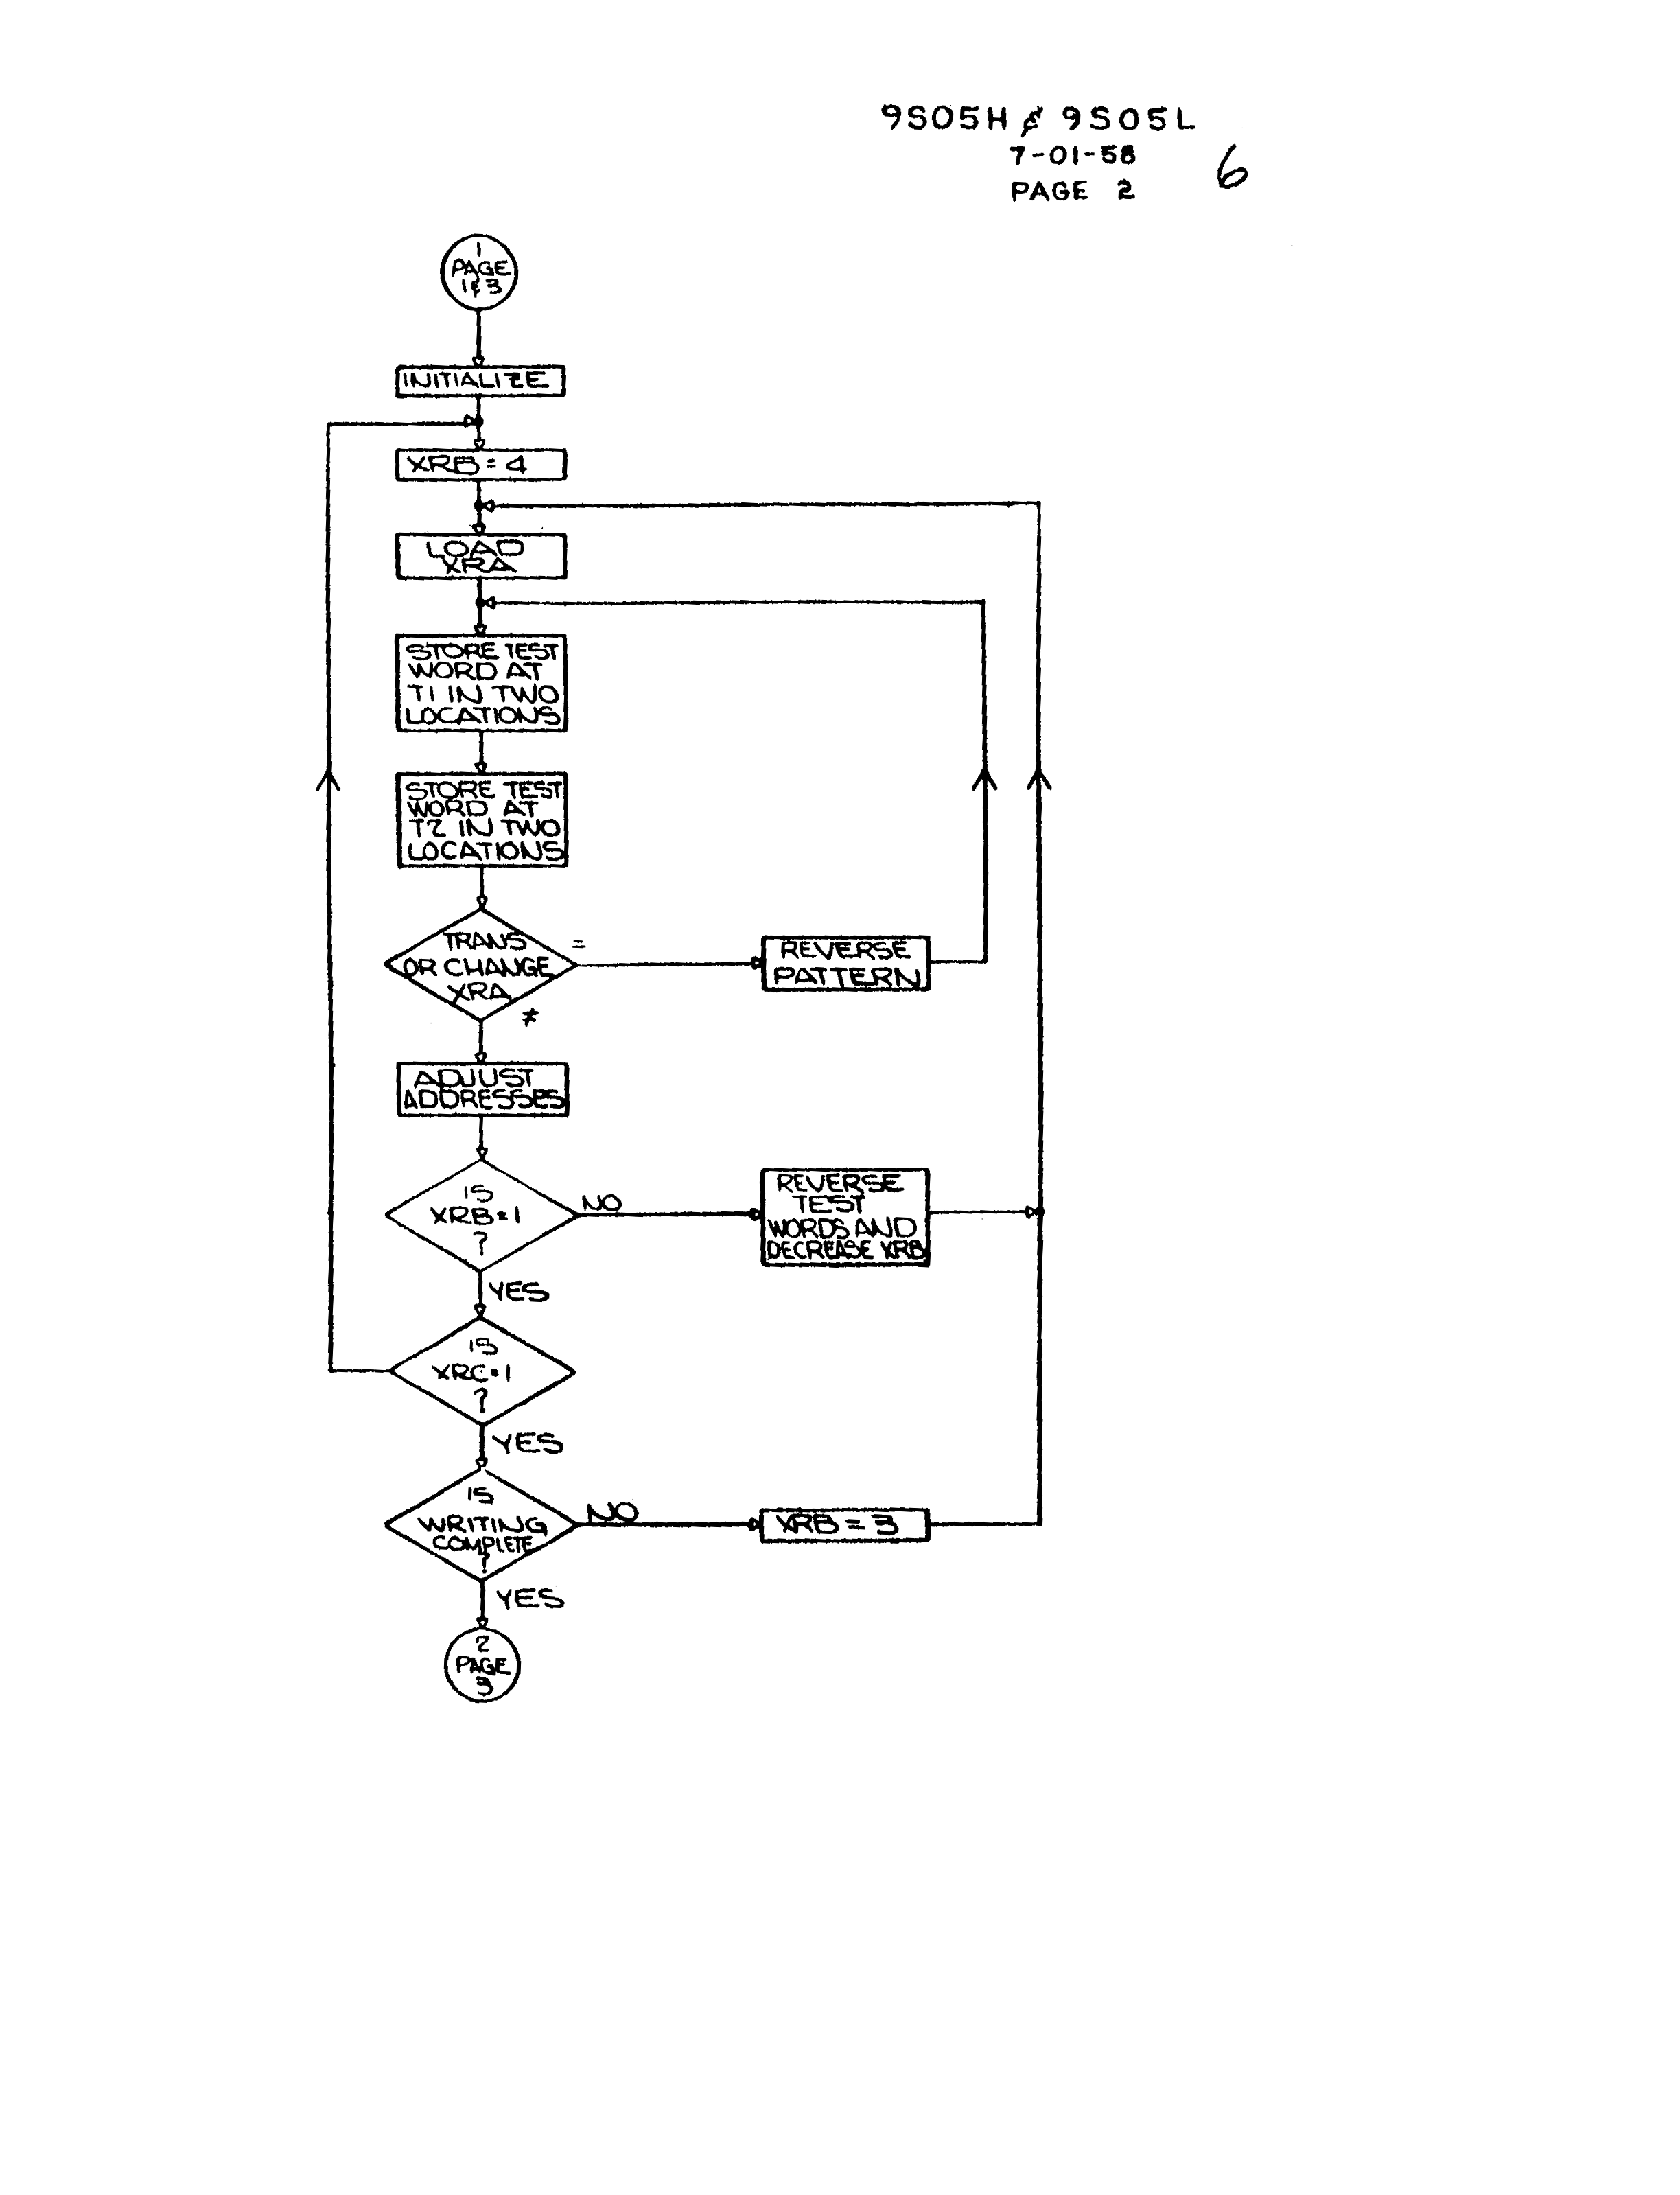 9S05H & 9S05L
7-01-58
PAGE 2
6
1
PAGE
1 & 3
INITIALIZE
XRB = 4
LOAD
XRA
STORE TEST
WORD AT
T1 IN TWO
LOCATIONS
STORE TEST
WORD AT
T2 IN TWO
LOCATIONS
TRANS
OR CHANGE
XRA
=
≠
REVERSE
PATTERN
ADJUST
ADDRESSES
IS
XRB=1
?
NO
REVERSE
TEST
WORDS AND
DECREASE XRB
YES
IS
XRC=1
?
YES
IS
WRITING
COMPLETE
?
NO
XRB = 3
YES
2
PAGE
3